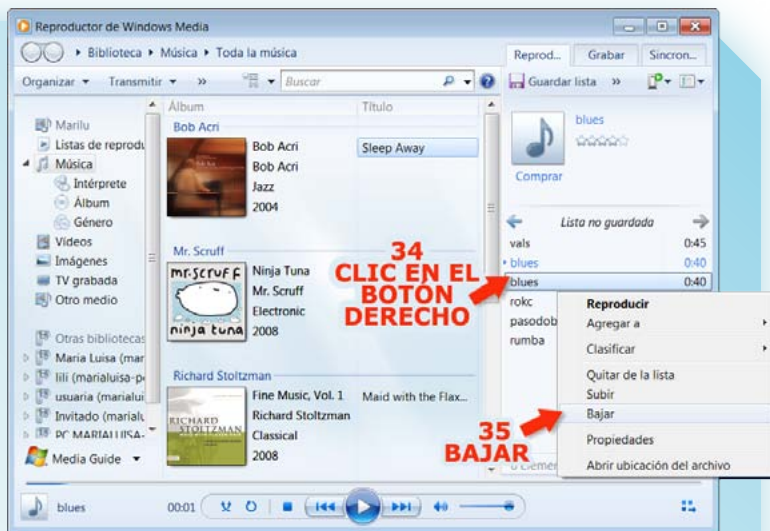 Reproductor de Windows Media
Biblioteca ▸ Música ▸ Toda la música
Reprod... Grabar Sincron...
Organizar Transmitir » Buscar
Guardar lista »
Marilu
Listas de reprodu
Música
Intérprete
Álbum
Género
Vídeos
Imágenes
TV grabada
Otro medio
Otras bibliotecas
Maria Luisa (mar
lili (marialuisa-p
usuaria (marialui
Invitado (marialu
PC MARIALUISA-
Media Guide
Álbum Título
Bob Acri
Bob Acri Sleep Away
Bob Acri
Jazz
2004
Mr. Scruff
mr.scruff
ninja tuna
Ninja Tuna
Mr. Scruff
Electronic
2008
Richard Stoltzman
RICHARD
STOLTZMAN
Fine Music, Vol. 1 Maid with the Flax...
Richard Stoltzman
Classical
2008
blues
Comprar
Lista no guardada
vals 0:45
blues 0:40
blues 0:40
rokc
pasodob
rumba
34
CLIC EN EL
BOTÓN
DERECHO
Reproducir
Agregar a
Clasificar
Quitar de la lista
Subir
Bajar
Propiedades
Abrir ubicación del archivo
35
BAJAR
blues 00:01